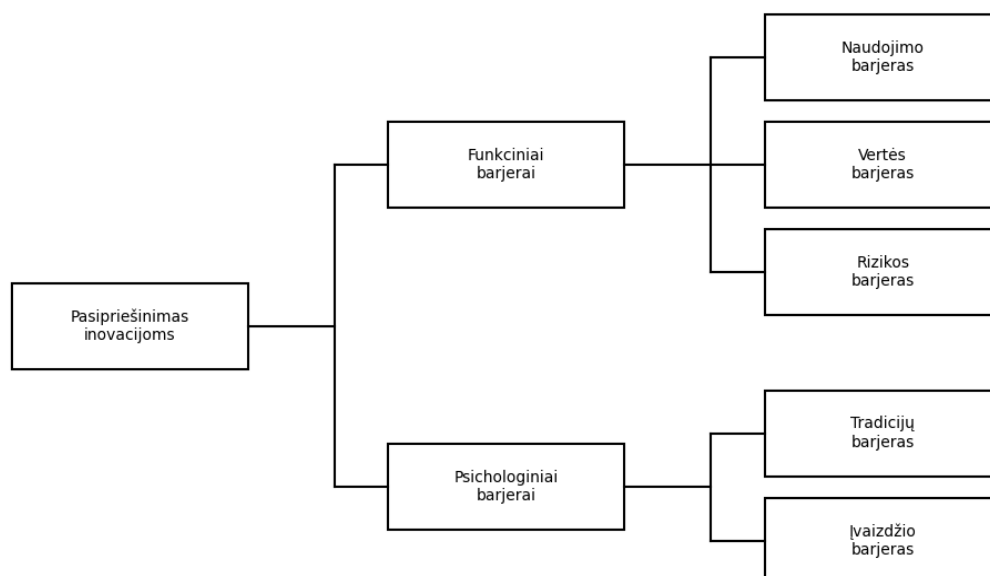 Naudojimo
barjeras
Funkciniai
barjerai
Vertės
barjeras
Rizikos
barjeras
Pasipriešinimas
inovacijoms
Tradicijų
barjeras
Psichologiniai
barjerai
Įvaizdžio
barjeras